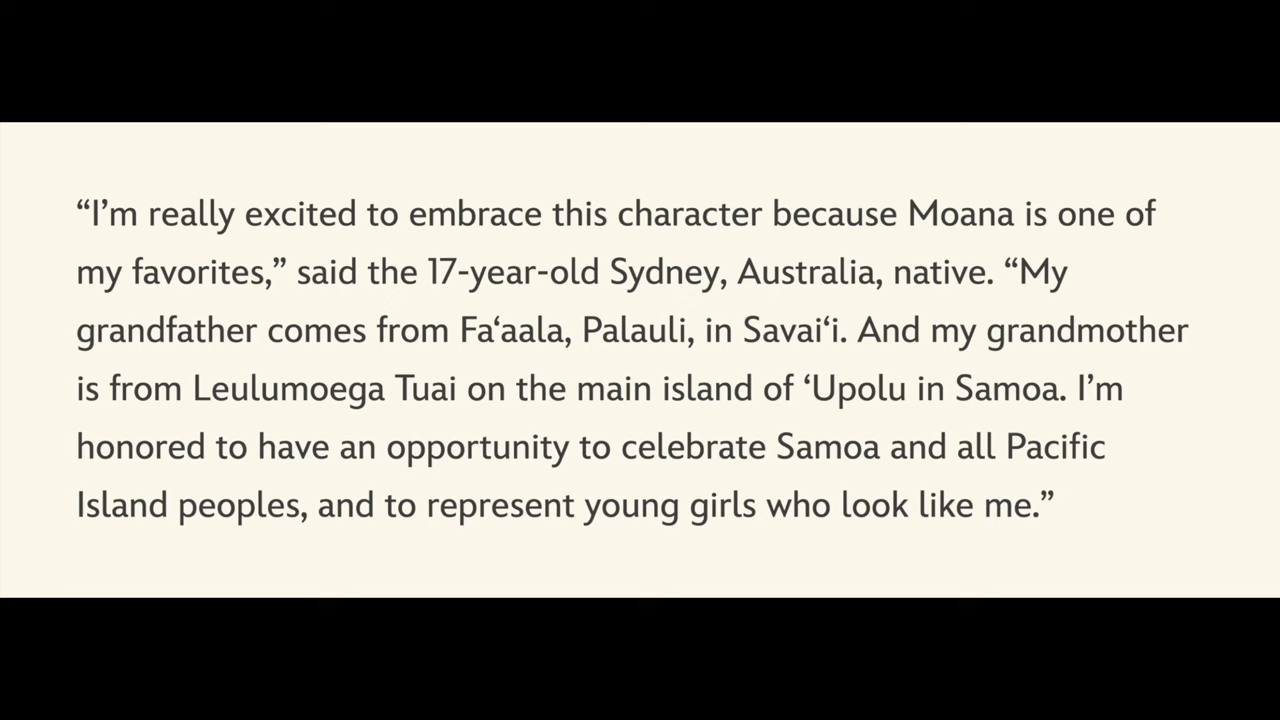 “I’m really excited to embrace this character because Moana is one of
my favorites,” said the 17-year-old Sydney, Australia, native. “My
grandfather comes from Fa‘aala, Palauli, in Savai‘i. And my grandmother
is from Leulumoega Tuai on the main island of ‘Upolu in Samoa. I’m
honored to have an opportunity to celebrate Samoa and all Pacific
Island peoples, and to represent young girls who look like me.”